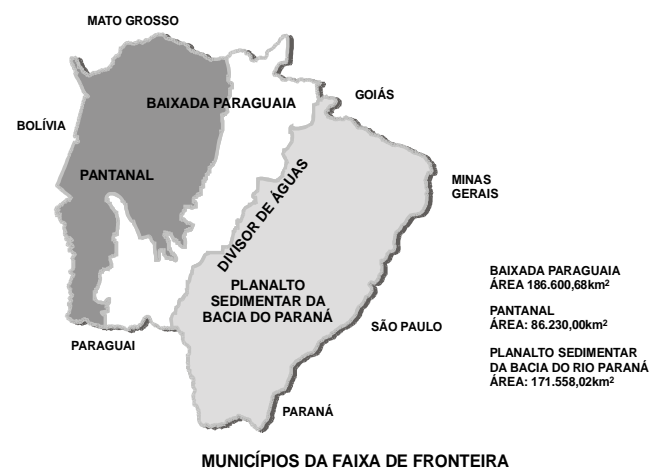 MATO GROSSO
BAIXADA PARAGUAIA
GOIÁS
BOLÍVIA
PANTANAL
DIVISOR DE ÁGUAS
MINAS
GERAIS
PLANALTO
SEDIMENTAR DA
BACIA DO PARANÁ
SÃO PAULO
PARAGUAI
PARANÁ
BAIXADA PARAGUAIA
ÁREA 186.600,68km²
PANTANAL
ÁREA: 86.230,00km²
PLANALTO SEDIMENTAR
DA BACIA DO RIO PARANÁ
ÁREA: 171.558,02km²
MUNICÍPIOS DA FAIXA DE FRONTEIRA